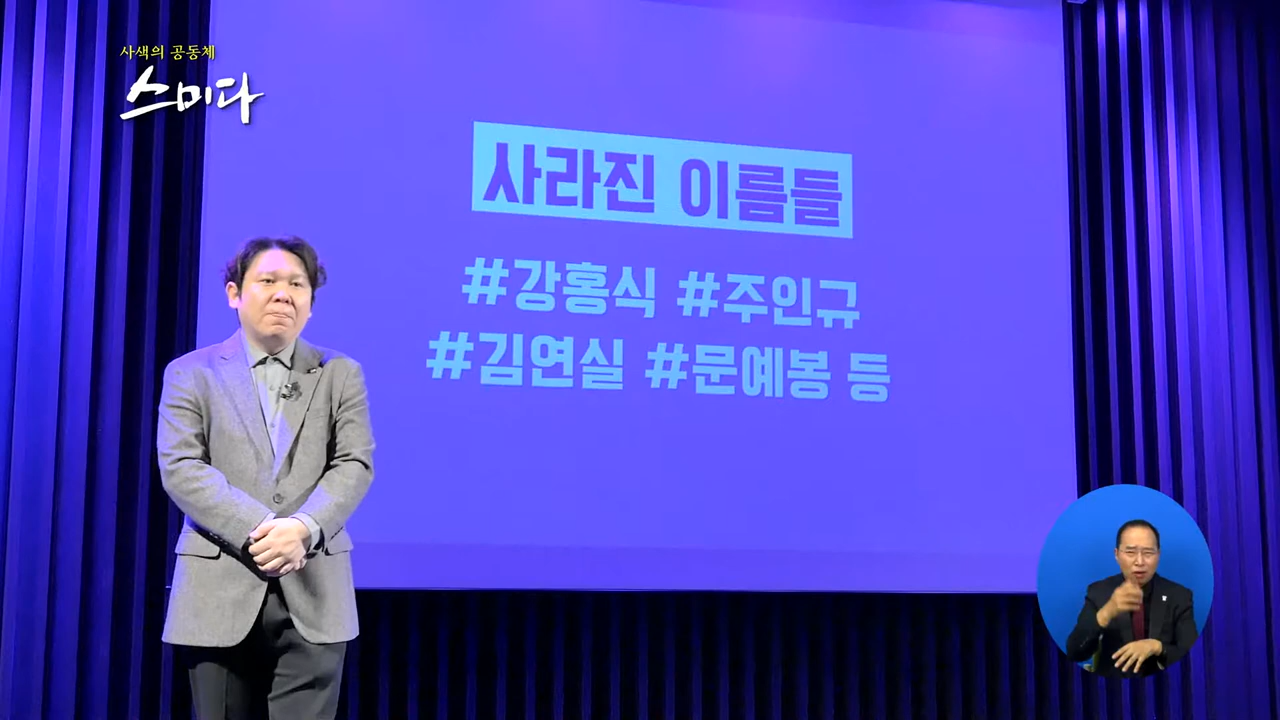 사색의 공동체
스미다
사라진 이름들
#강홍식 #주인규
#김연실 #문예봉 등